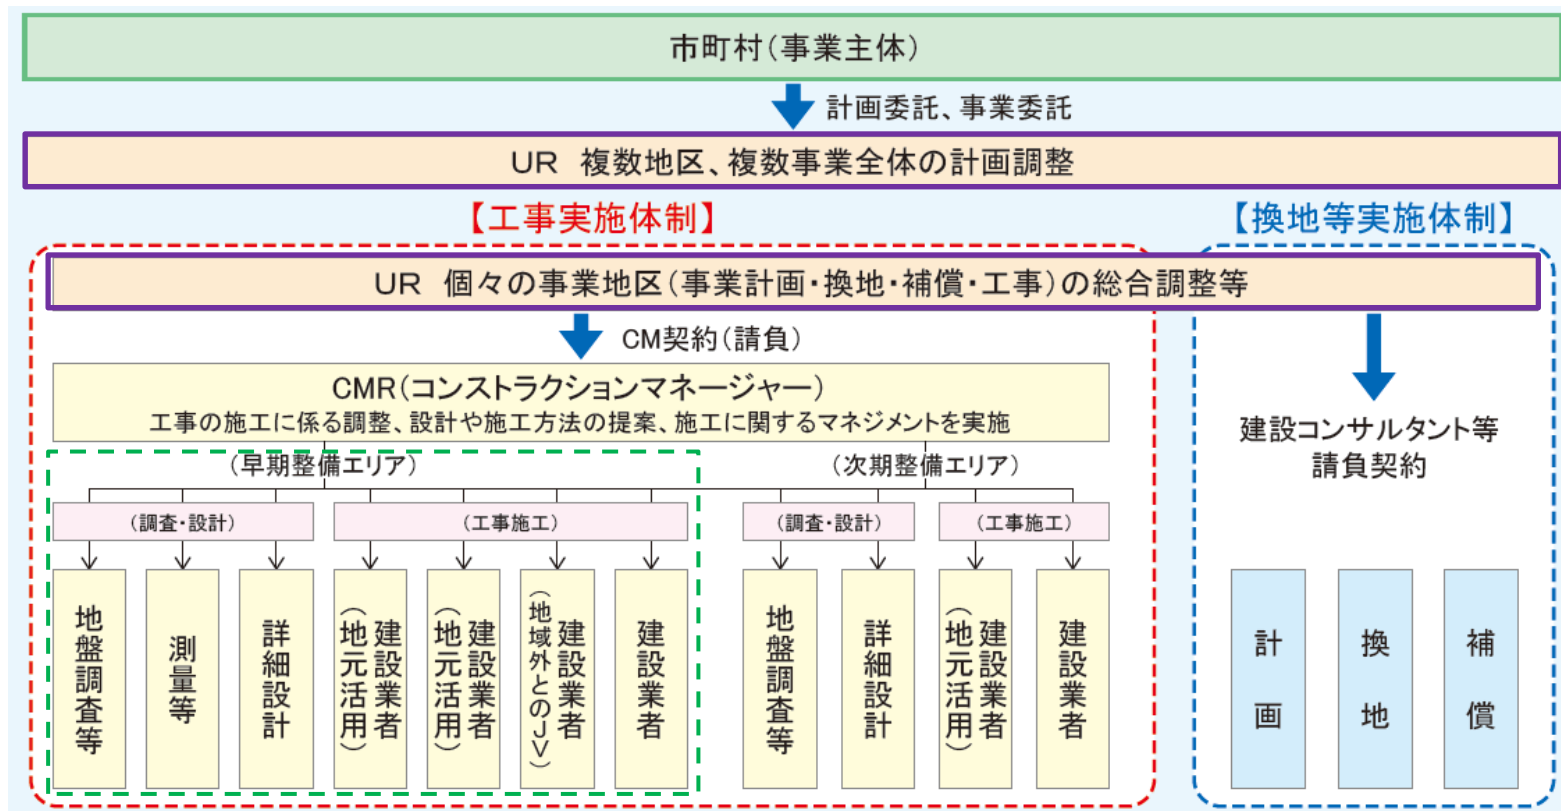 市町村(事業主体)
計画委託、事業委託
UR 複数地区、複数事業全体の計画調整
【工事実施体制】
【換地等実施体制】
UR 個々の事業地区(事業計画・換地・補償・工事)の総合調整等
CM契約(請負)
CMR(コンストラクションマネージャー)
工事の施工に係る調整、設計や施工方法の提案、施工に関するマネジメントを実施
建設コンサルタント等
請負契約
(早期整備エリア)
(次期整備エリア)
(調査・設計)
(工事施工)
(調査・設計)
(工事施工)
地盤調査等
測量等
詳細設計
建設業者
(地元活用)
建設業者
(地元活用)
建設業者
(地域外とのJV)
建設業者
地盤調査等
詳細設計
建設業者
(地元活用)
建設業者
計画
換地
補償